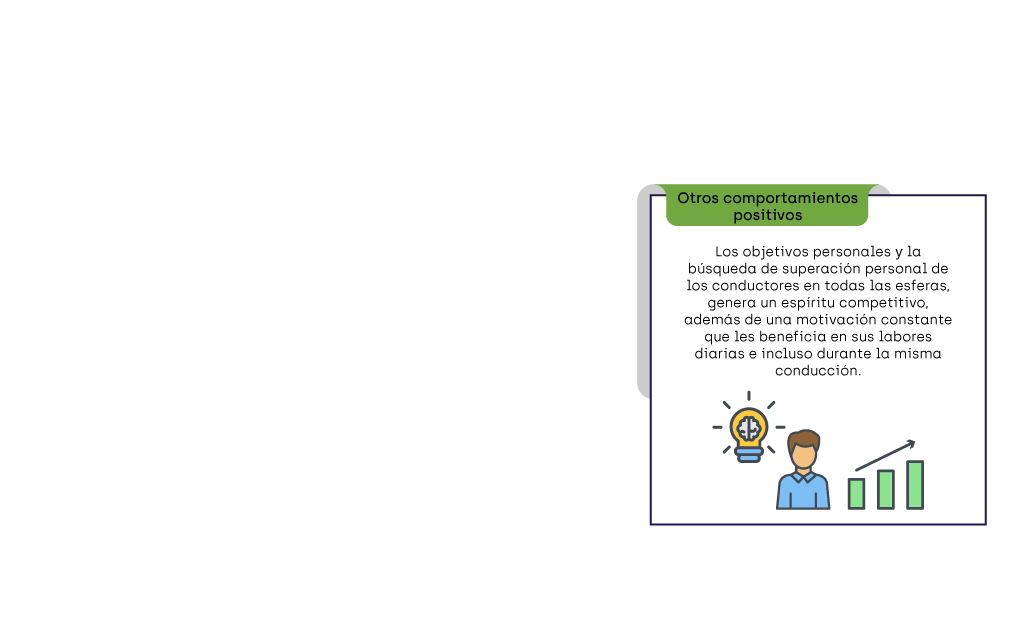 Otros comportamientos
positivos
Los objetivos personales y la
búsqueda de superación personal de
los conductores en todas las esferas,
genera un espíritu competitivo,
además de una motivación constante
que les beneficia en sus labores
diarias e incluso durante la misma
conducción.